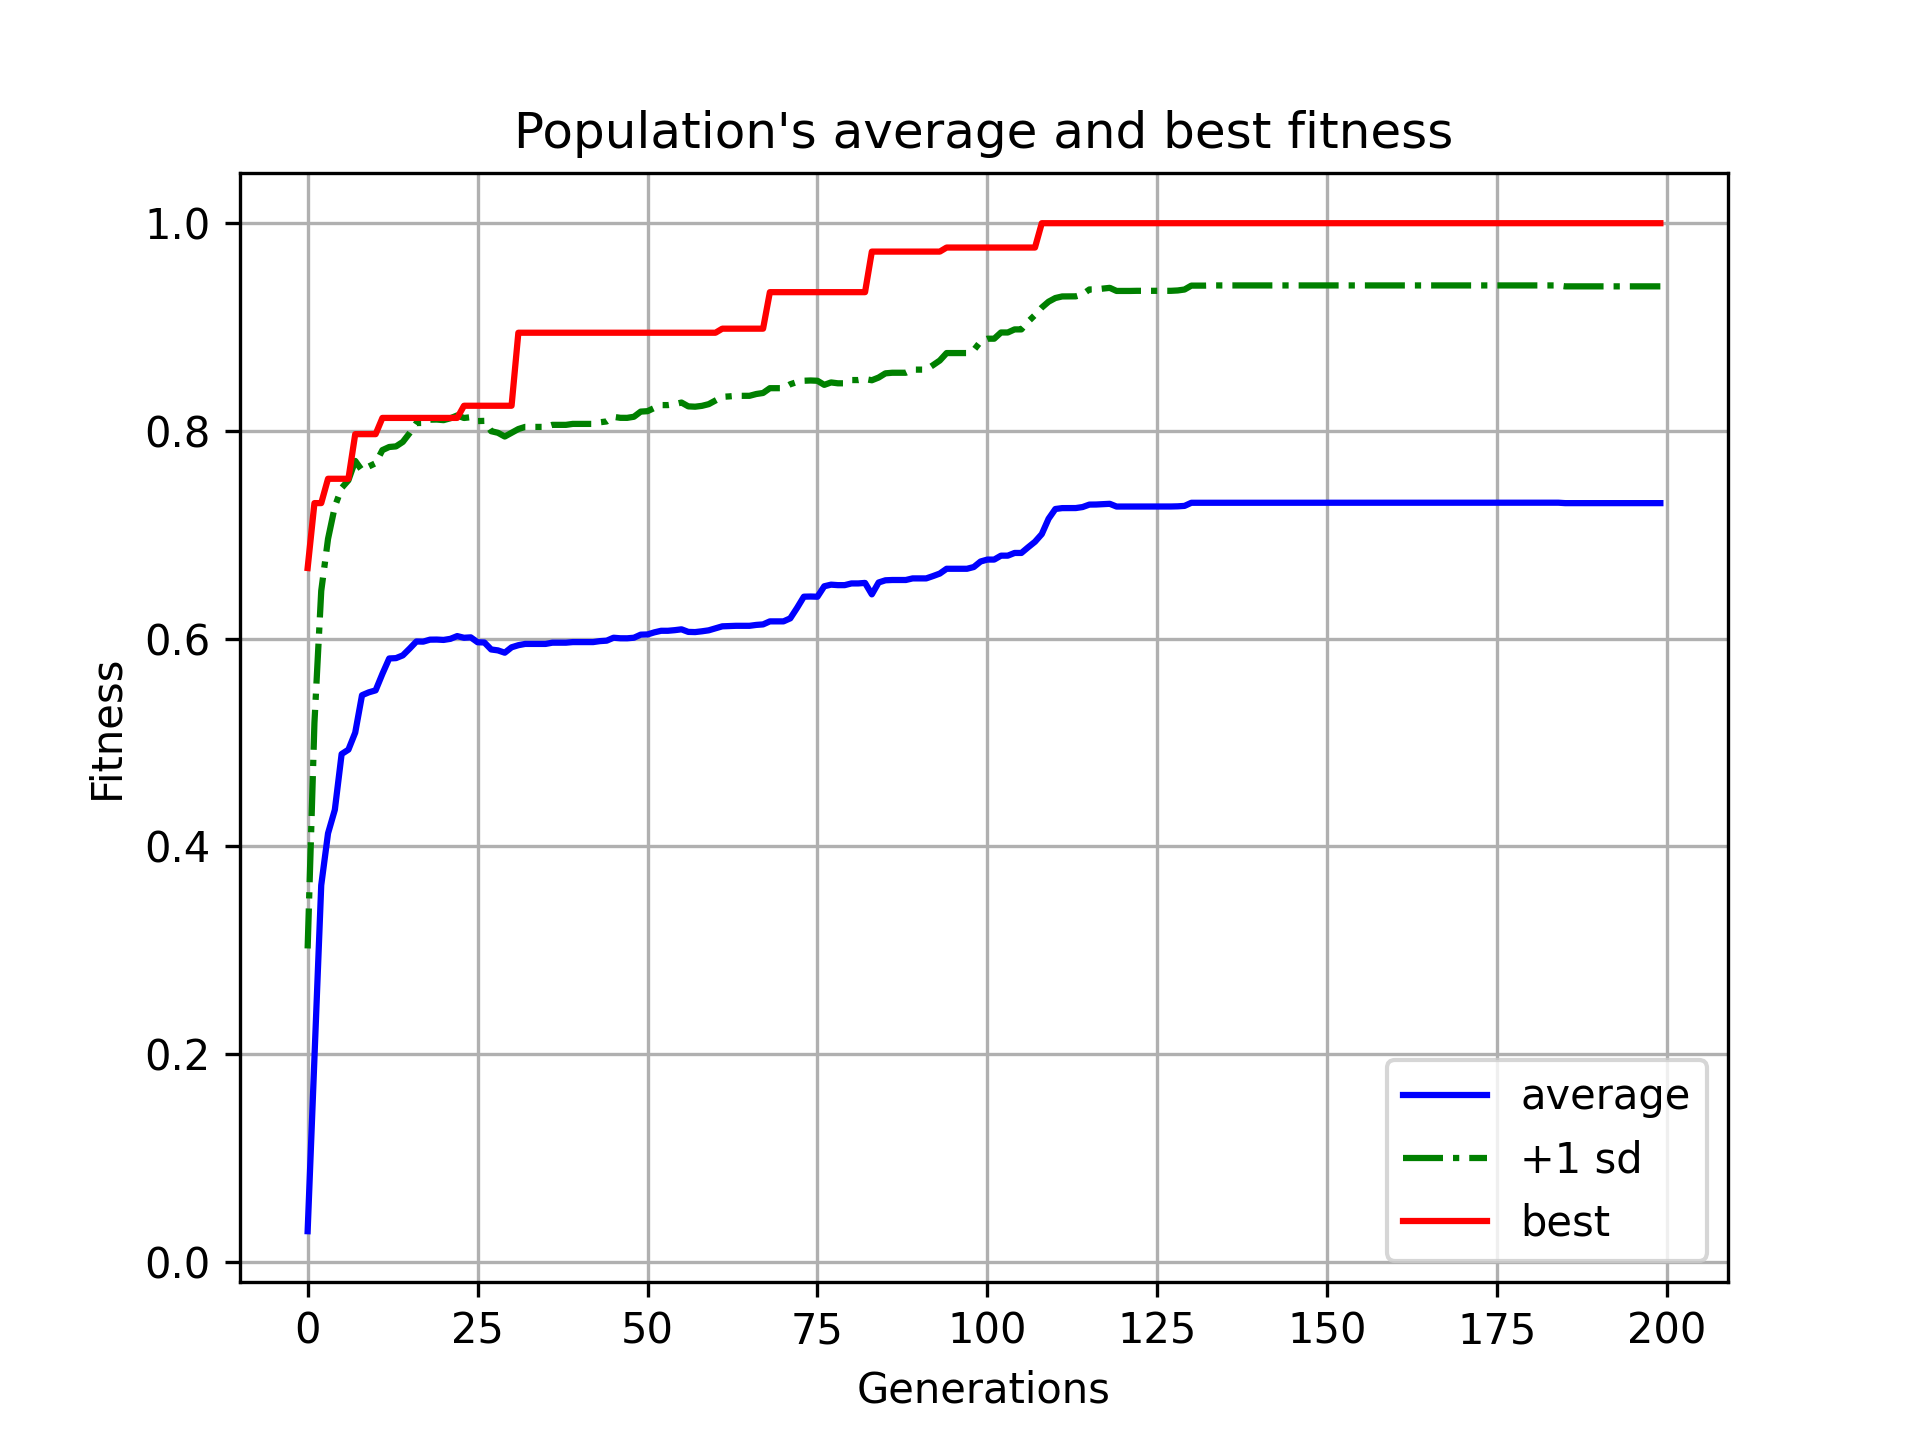 Population's average and best fitness
1.0
0.8
0.6
0.4
0.2
0.0
Fitness
average
+1 sd
best
0 25 50 75 100 125 150 175 200
Generations